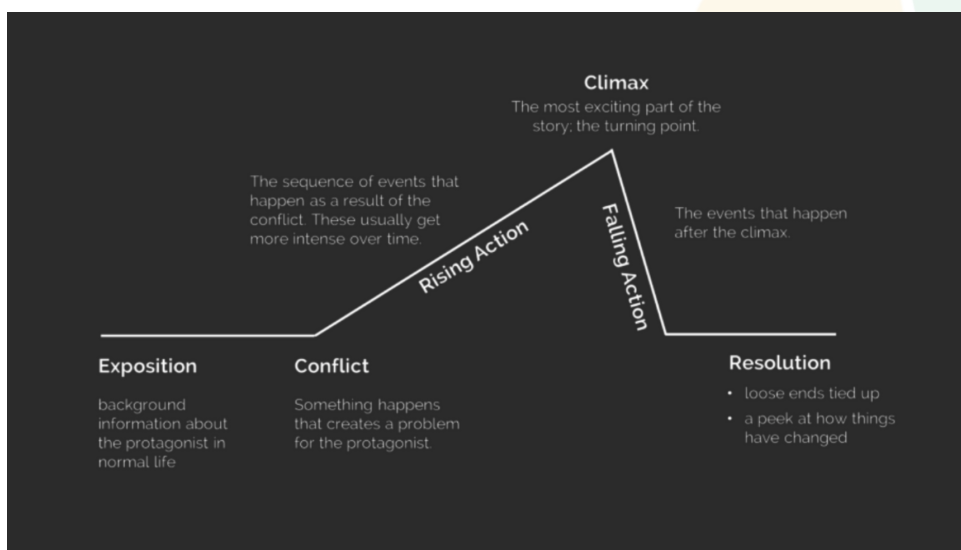 Climax
The most exciting part of the
story; the turning point.
The sequence of events that
happen as a result of the
conflict. These usually get
more intense over time.
Rising Action
Falling Action
The events that happen
after the climax.
Exposition
background
information about
the protagonist in
normal life
Conflict
Something happens
that creates a problem
for the protagonist.
Resolution
• loose ends tied up
• a peek at how things
have changed